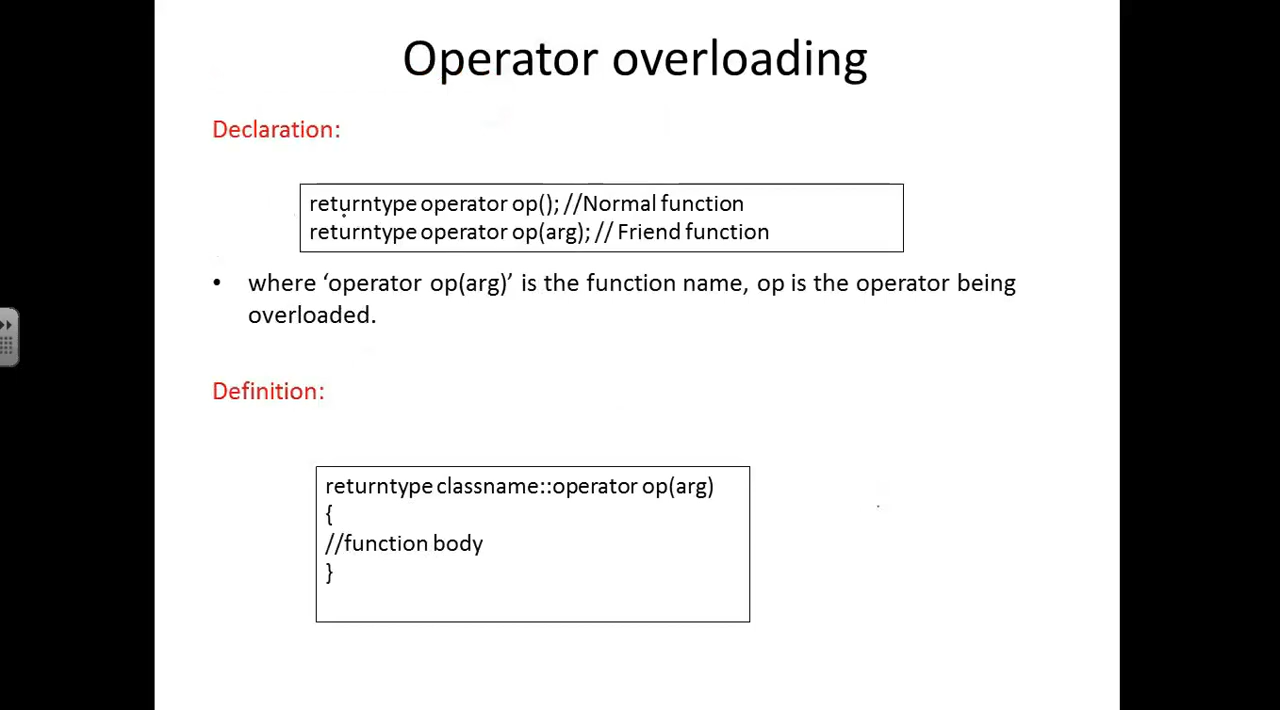 Operator overloading
Declaration:
returntype operator op(); //Normal function
returntype operator op(arg); // Friend function
• where ‘operator op(arg)’ is the function name, op is the operator being
overloaded.
Definition:
returntype classname::operator op(arg)
{
//function body
}